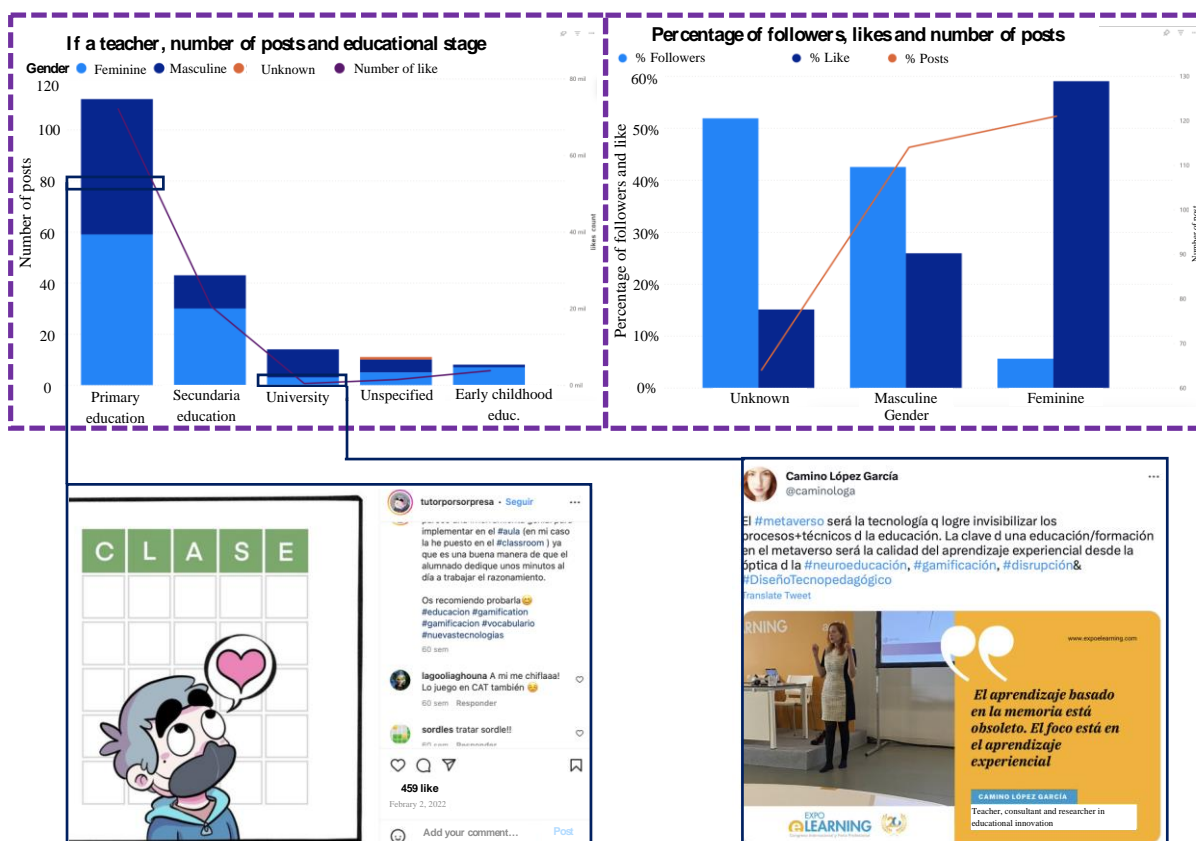 If a teacher, number of posts and educational stage
Gender Feminine Masculine Unknown Number of like
120
100
80
60
40
20
0
Number of posts
80 mil
60 mil
40 mil
20 mil
0 mil
likes count
Primary education
Secundaria education
University
Unspecified
Early childhood educ.
Percentage of followers, likes and number of posts
% Followers % Like % Posts
60%
50%
40%
30%
20%
10%
0%
Percentage of followers and like
130
120
110
100
90
80
70
60
Number of post
Unknown
Masculine
Feminine
Gender
CLASE
tutorporsorpresa • Seguir
implementar en el #aula (en mi caso
la he puesto en el #classroom ) ya
que es una buena manera de que el
alumnado dedique unos minutos al
día a trabajar el razonamiento.
Os recomiendo probarla😊
#educacion #gamification
#gamificacion #vocabulario
#nuevastecnologias
60 sem
lagooliaghouna A mi me chiflaaa!
Lo juego en CAT también 😊
60 sem Responder
sordles tratar sordle!!
60 sem Responder
459 like
Febrary 2, 2022
Add your comment... Post
Camino López García
@caminologa
El #metaverso será la tecnología q logre invisibilizar los
procesos+técnicos d la educación. La clave d una educación/formación
en el metaverso será la calidad del aprendizaje experiencial desde la
óptica d la #neuroeducación, #gamificación, #disrupción&
#DiseñoTecnopedagógico
Translate Tweet
RNING
www.expoelearning.com
El aprendizaje basado
en la memoria está
obsoleto. El foco está en
el aprendizaje
experiencial
CAMINO LÓPEZ GARCÍA
Teacher, consultant and researcher in
educational innovation
EXPO
eLEARNING